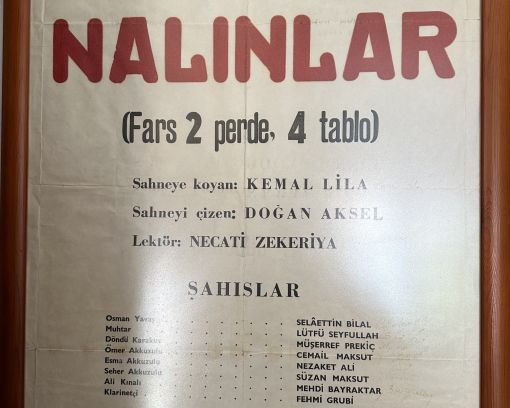 NALINLAR
(Fars 2 perde, 4 tablo)
Sahneye koyan: KEMAL LİLA
Sahneyi çizen: DOĞAN AKSEL
Lektör: NECATİ ZEKERİYA
ŞAHISLAR
Osman Yavaş . . . . . . . SELÂETTİN BİLAL
Muhtar . . . . . . . LÜTFÜ SEYFULLAH
Döndü Karakuş . . . . . . . MÜŞERREF PREKİÇ
Ömer Akkuzulu . . . . . . . CEMAİL MAKSUT
Esma Akkuzulu . . . . . . . NEZAKET ALİ
Seher Akkuzulu . . . . . . . SÜZAN MAKSUT
Ali Kınalı . . . . . . . MEHDİ BAYRAKTAR
Klarinetçi . . . . . . . FEHMİ GRUBİ